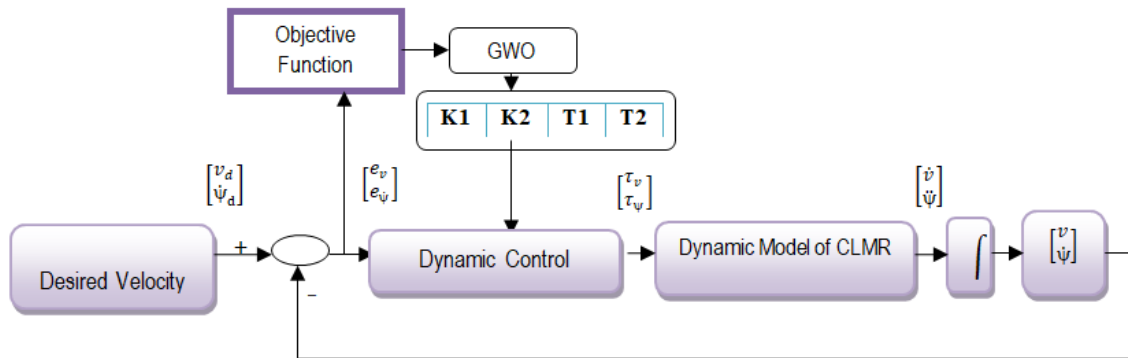 Objective
Function
GWO
K1 K2 T1 T2
[v_d
ψ̇_d]
[e_v
e_ψ̇]
[τ_v
τ_ψ]
[v̇
ψ̈]
Desired Velocity
+
−
Dynamic Control
Dynamic Model of CLMR
∫
[v
ψ̇]